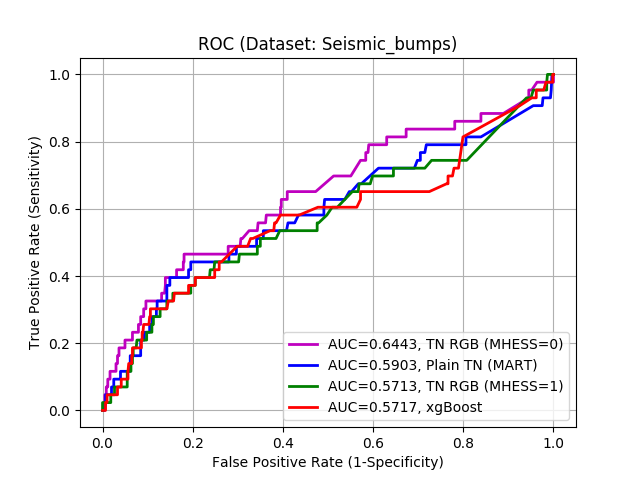 ROC (Dataset: Seismic_bumps)
True Positive Rate (Sensitivity)
1.0
0.8
0.6
0.4
0.2
0.0
AUC=0.6443, TN RGB (MHESS=0)
AUC=0.5903, Plain TN (MART)
AUC=0.5713, TN RGB (MHESS=1)
AUC=0.5717, xgBoost
0.0 0.2 0.4 0.6 0.8 1.0
False Positive Rate (1-Specificity)